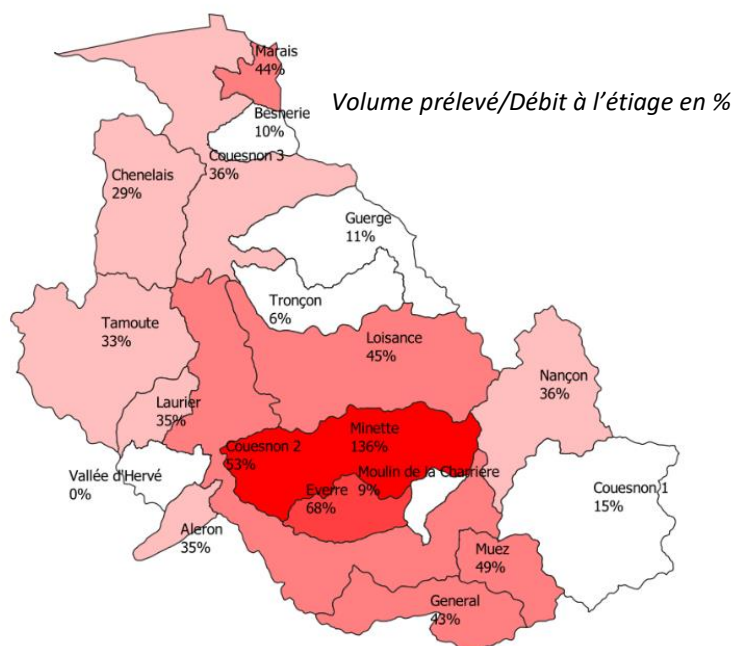 Marais
44%
Volume prélevé/Débit à l’étiage en %
Besnerie
10%
Couesnon 3
36%
Chenelais
29%
Guerge
11%
Tronçon
6%
Tamoute
33%
Loisance
45%
Nançon
36%
Laurier
35%
Minette
136%
Couesnon 2
53%
Moulin de la Charrière
9%
Vallée d'Hervé
0%
Everre
68%
Couesnon 1
15%
Aleron
35%
Muez
49%
General
43%